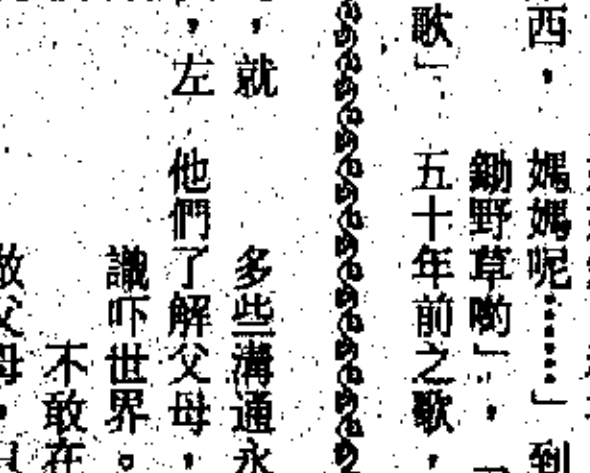 西，媽媽呢……」到
鋤野草喲」，「
歌」五十年前之歌，
，就多些溝通永
，左他們了解父母，
識吓世界。
不敢在
做父母，